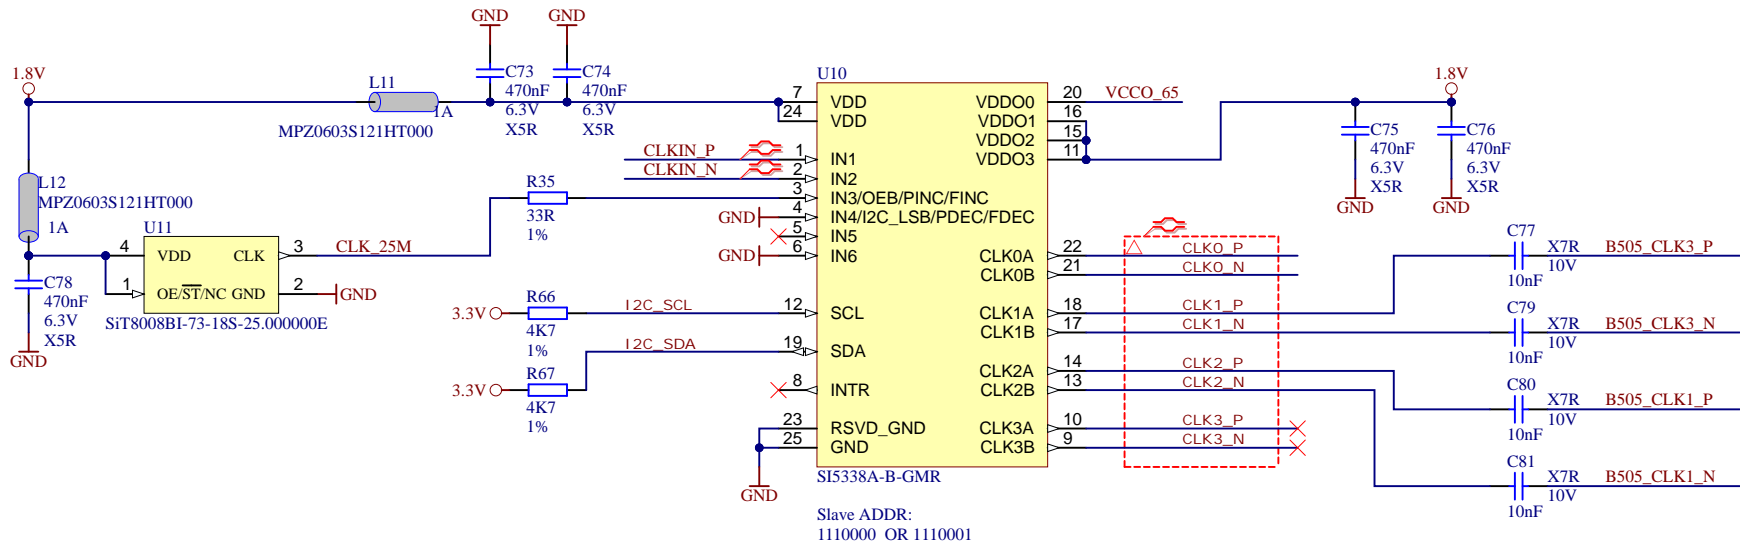 GND
GND
1.8V
L11
1A
MPZ0603S121HT000
C73
470nF
6.3V
X5R
C74
470nF
6.3V
X5R
U10
7
VDD
24
VDD
CLKIN_P
1
IN1
CLKIN_N
2
IN2
3
IN3/OEB/PINC/FINC
GND
4
IN4/I2C_LSB/PDEC/FDEC
5
IN5
GND
6
IN6
12
SCL
19
SDA
8
INTR
23
RSVD_GND
25
GND
GND
VDDO0
20
VCCO_65
VDDO1
16
VDDO2
15
VDDO3
11
CLK0A
22
CLK0_P
CLK0B
21
CLK0_N
CLK1A
18
CLK1_P
CLK1B
17
CLK1_N
CLK2A
14
CLK2_P
CLK2B
13
CLK2_N
CLK3A
10
CLK3_P
CLK3B
9
CLK3_N
SI5338A-B-GMR
Slave ADDR:
1110000 OR 1110001
L12
MPZ0603S121HT000
1A
U11
4
VDD
CLK
3
CLK_25M
1
OE/ST/NC
GND
2
GND
SiT8008BI-73-18S-25.000000E
C78
470nF
6.3V
X5R
GND
R35
33R
1%
3.3V
R66
4K7
1%
I2C_SCL
3.3V
R67
4K7
1%
I2C_SDA
1.8V
C75
470nF
6.3V
X5R
GND
C76
470nF
6.3V
X5R
GND
C77
X7R
10V
10nF
B505_CLK3_P
C79
X7R
10V
10nF
B505_CLK3_N
C80
X7R
10V
10nF
B505_CLK1_P
C81
X7R
10V
10nF
B505_CLK1_N